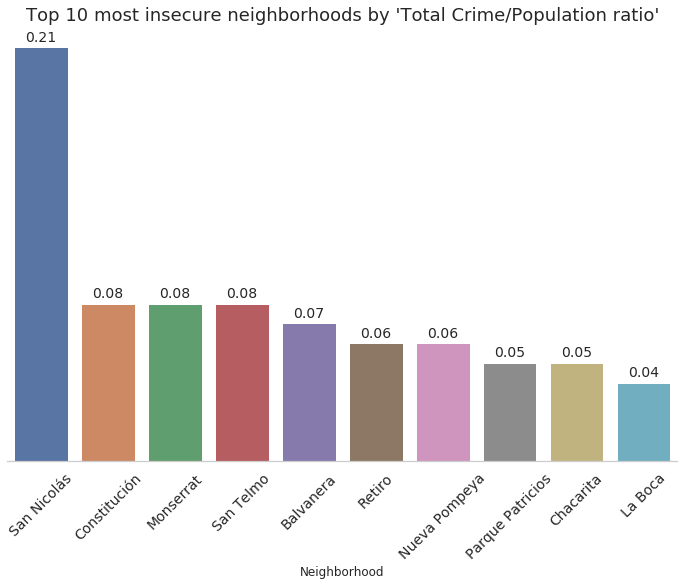 Top 10 most insecure neighborhoods by 'Total Crime/Population ratio'
0.21
0.08
0.08
0.08
0.07
0.06
0.06
0.05
0.05
0.04
San Nicolás
Constitución
Monserrat
San Telmo
Balvanera
Retiro
Nueva Pompeya
Parque Patricios
Chacarita
La Boca
Neighborhood